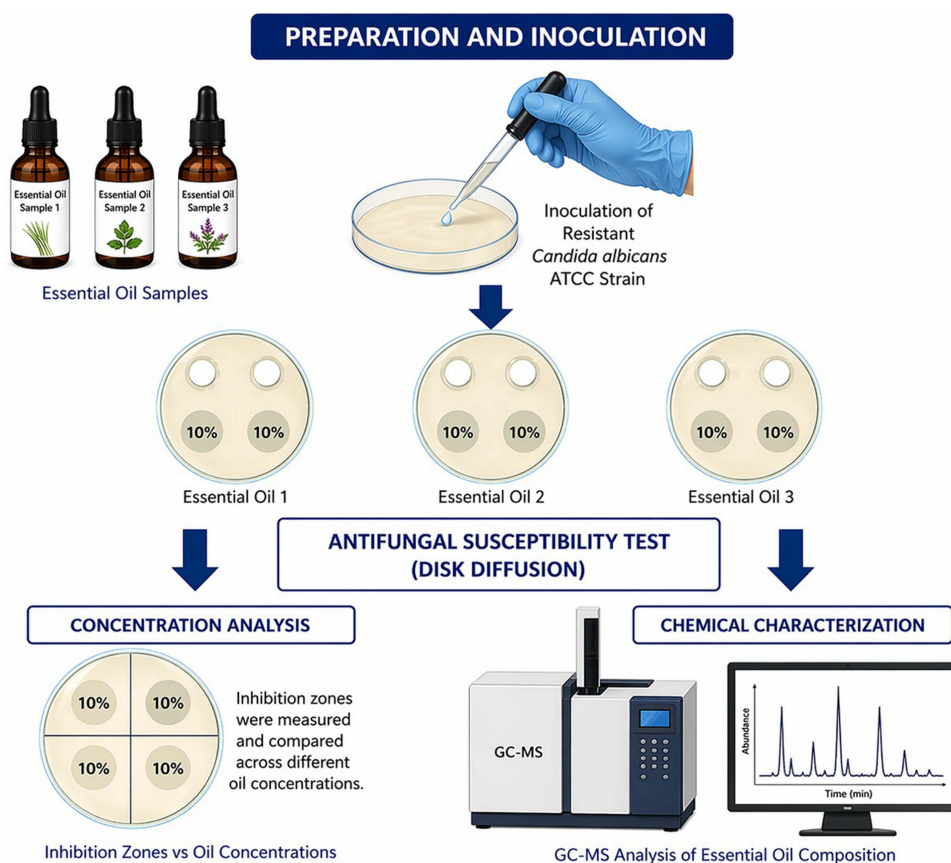 PREPARATION AND INOCULATION
Essential Oil
Sample 1
Essential Oil
Sample 2
Essential Oil
Sample 3
Essential Oil Samples
Inoculation of
Resistant
Candida albicans
ATCC Strain
10% 10%
Essential Oil 1
10% 10%
Essential Oil 2
10% 10%
Essential Oil 3
ANTIFUNGAL SUSCEPTIBILITY TEST
(DISK DIFFUSION)
CONCENTRATION ANALYSIS
10% 10%
10% 10%
Inhibition zones
were measured
and compared
across different
oil concentrations.
Inhibition Zones vs Oil Concentrations
CHEMICAL CHARACTERIZATION
GC-MS
Abundance
Time (min)
GC-MS Analysis of Essential Oil Composition